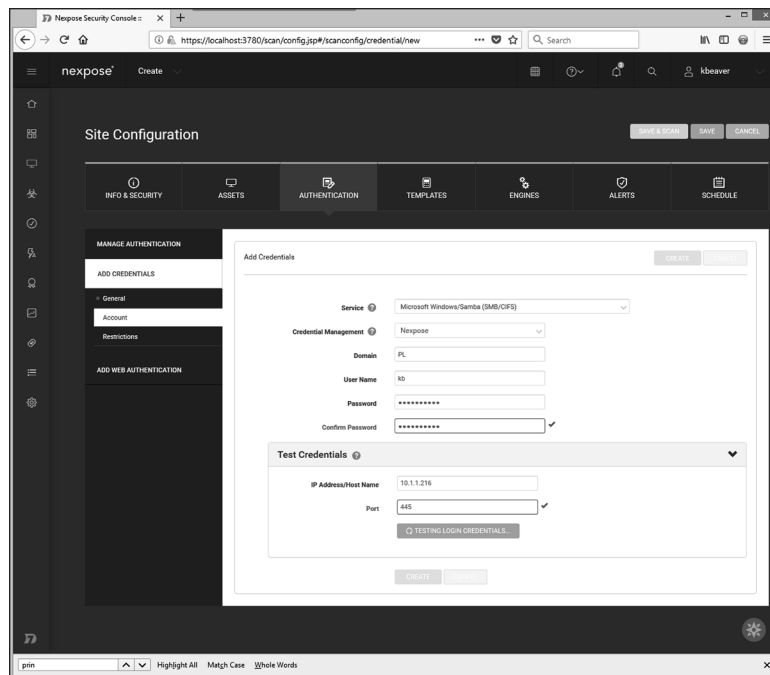 Nexpose Security Console ::
https://localhost:3780/scan/config.jsp#/scanconfig/credential/new
Search
nexpose
Create
kbeaver
Site Configuration
SAVE & SCAN
SAVE
CANCEL
INFO & SECURITY
ASSETS
AUTHENTICATION
TEMPLATES
ENGINES
ALERTS
SCHEDULE
MANAGE AUTHENTICATION
ADD CREDENTIALS
General
Account
Restrictions
ADD WEB AUTHENTICATION
Add Credentials
CREATE
Service
Microsoft Windows/Samba (SMB/CIFS)
Credential Management
Nexpose
Domain
PL
User Name
kb
Password
••••••••••
Confirm Password
••••••••••
Test Credentials
IP Address/Host Name
10.1.1.216
Port
445
TESTING LOGIN CREDENTIALS...
CREATE
prin
Highlight All
Match Case
Whole Words